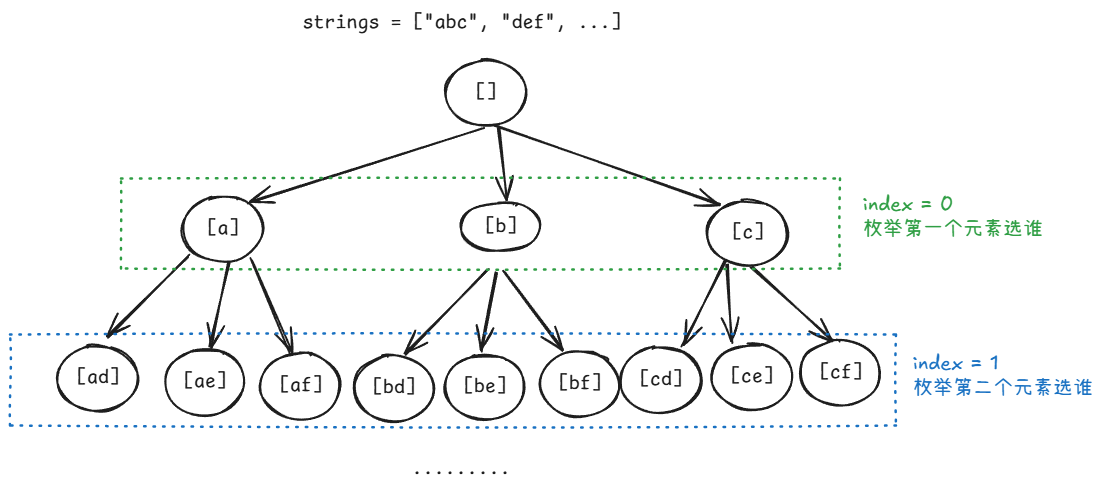 strings = ["abc", "def", ...]
[]
[a]
[b]
[c]
index = 0
枚举第一个元素选谁
[ad]
[ae]
[af]
[bd]
[be]
[bf]
[cd]
[ce]
[cf]
index = 1
枚举第二个元素选谁
.........